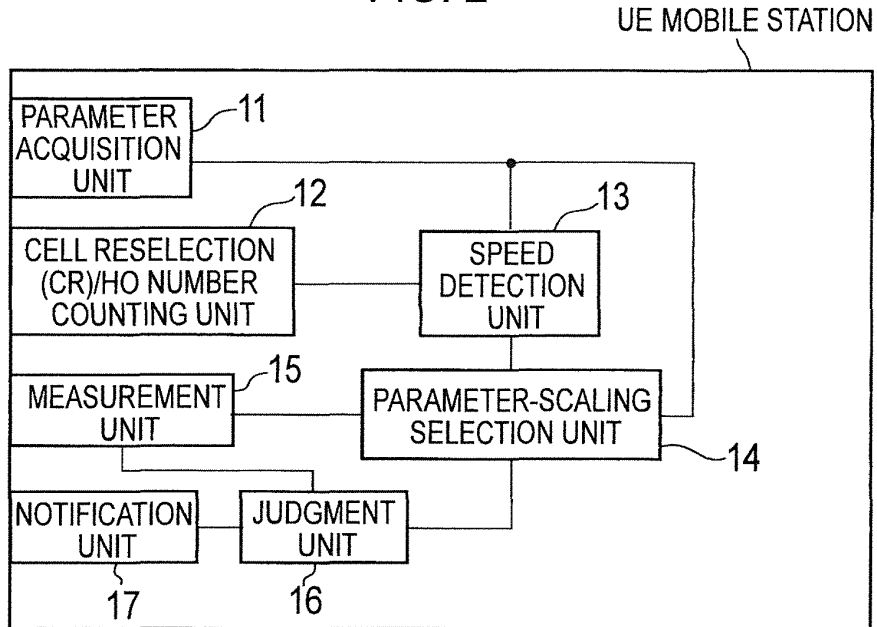 UE MOBILE STATION
PARAMETER
ACQUISITION
UNIT
11
12
CELL RESELECTION
(CR)/HO NUMBER
COUNTING UNIT
13
SPEED
DETECTION
UNIT
15
MEASUREMENT
UNIT
PARAMETER-SCALING
SELECTION UNIT
14
NOTIFICATION
UNIT
JUDGMENT
UNIT
17
16